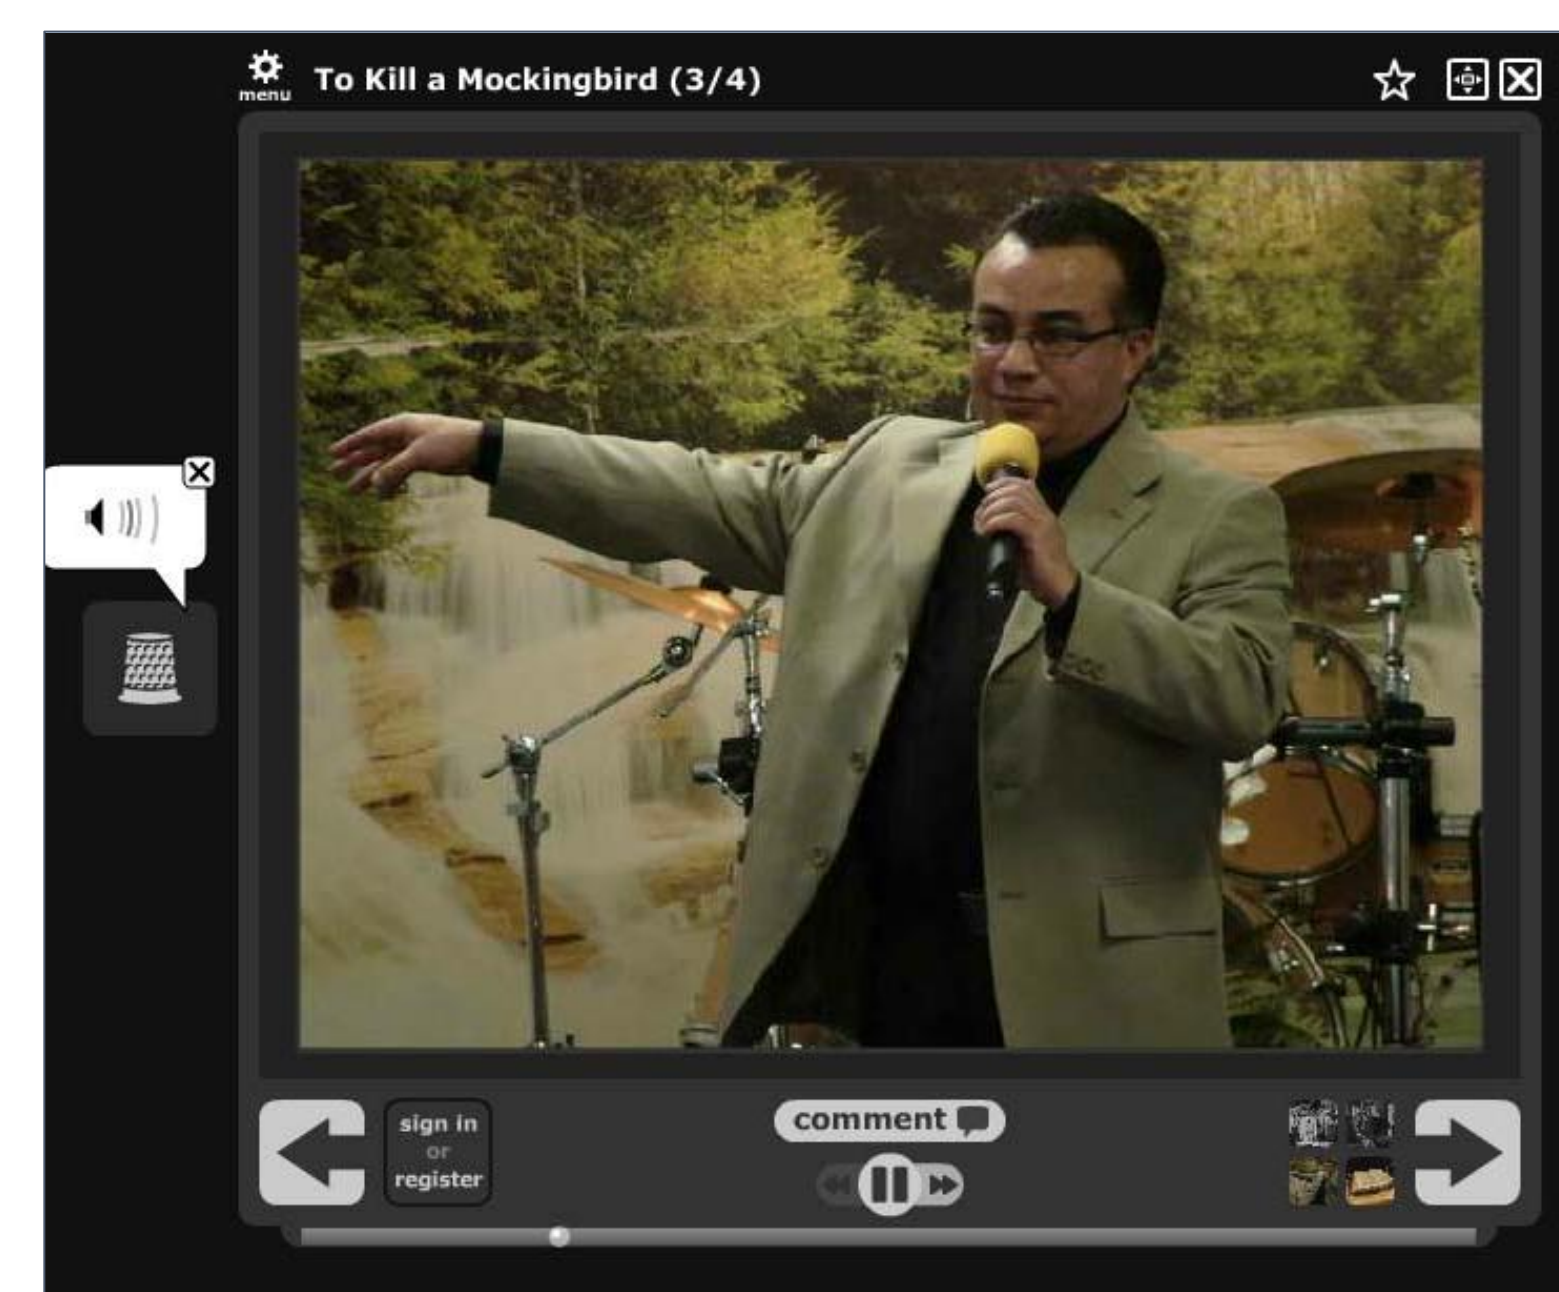 menu
To Kill a Mockingbird (3/4)
sign in
or
register
comment